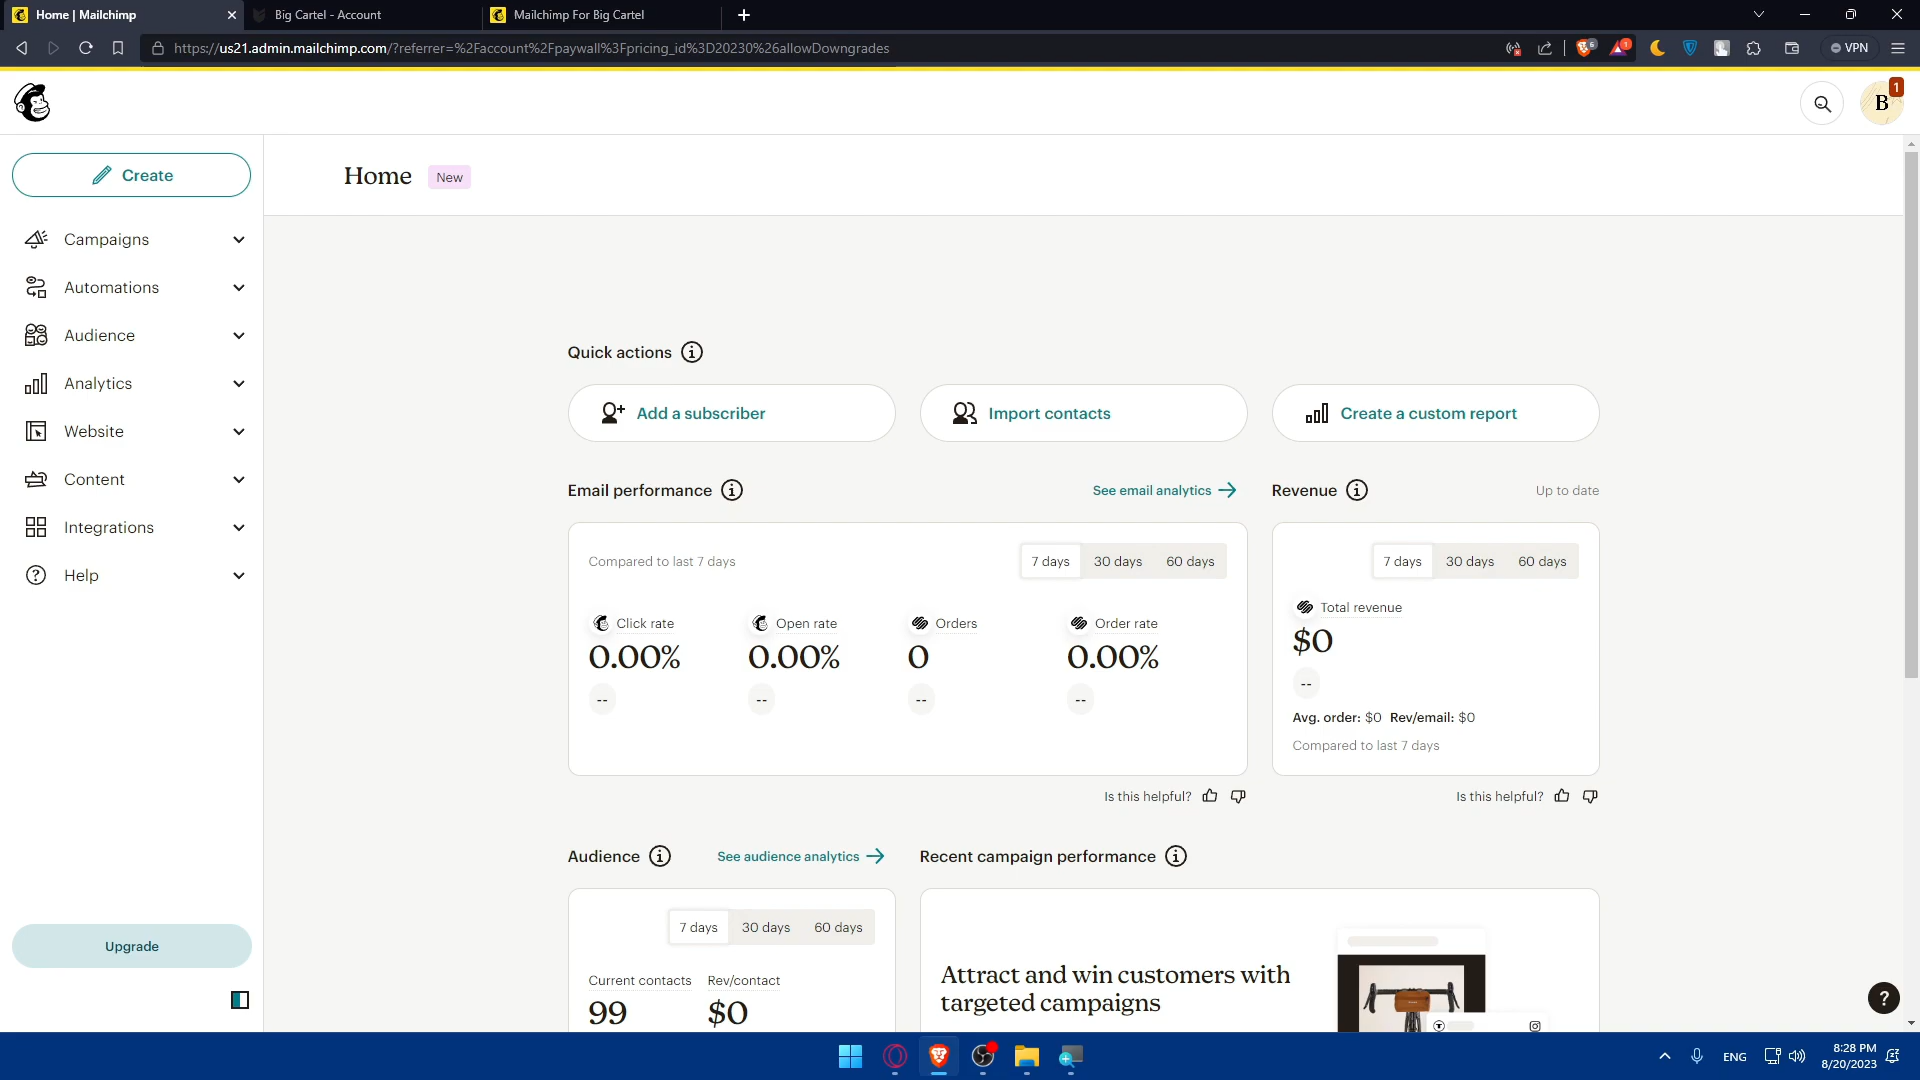 Home | Mailchimp
Big Cartel - Account
Mailchimp For Big Cartel
https://us21.admin.mailchimp.com/?referrer=%2Faccount%2Fpaywall%3Fpricing_id%3D20230%26allowDowngrades
6
1
VPN
B
1
Create
Home
New
Campaigns
Automations
Audience
Analytics
Website
Content
Integrations
Help
Quick actions
Add a subscriber
Import contacts
Create a custom report
Email performance
See email analytics
Revenue
Up to date
Compared to last 7 days
7 days 30 days 60 days
7 days 30 days 60 days
Click rate
Open rate
Orders
Order rate
0.00%
0.00%
0
0.00%
--
--
--
--
Total revenue
$0
--
Avg. order: $0 Rev/email: $0
Compared to last 7 days
Is this helpful?
Is this helpful?
Audience
See audience analytics
Recent campaign performance
7 days 30 days 60 days
Current contacts
Rev/contact
99
$0
Attract and win customers with
targeted campaigns
Upgrade
?
ENG
8:28 PM
8/20/2023